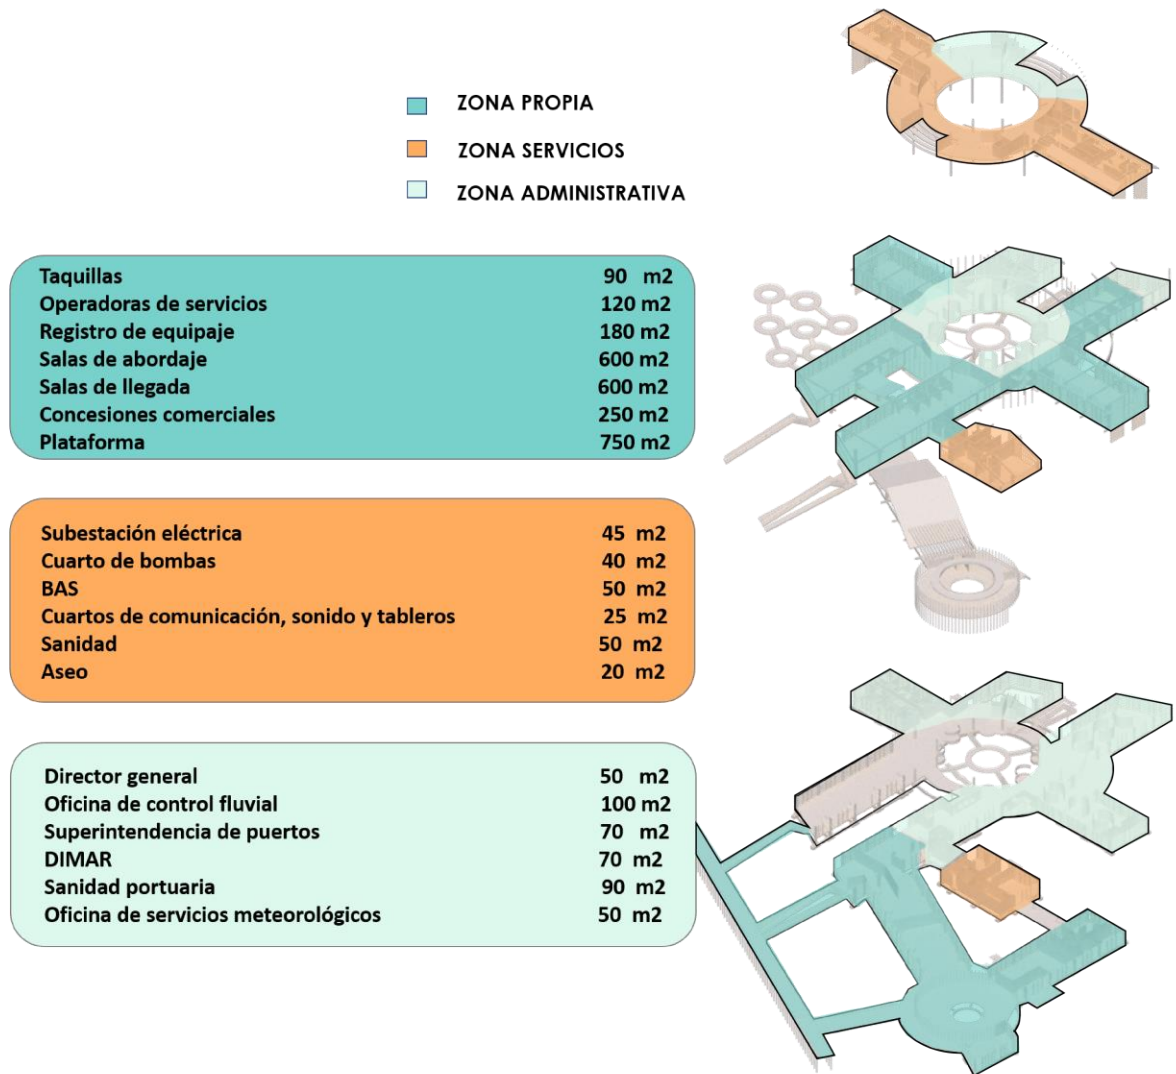 ZONA PROPIA
ZONA SERVICIOS
ZONA ADMINISTRATIVA
Taquillas 90 m2
Operadoras de servicios 120 m2
Registro de equipaje 180 m2
Salas de abordaje 600 m2
Salas de llegada 600 m2
Concesiones comerciales 250 m2
Plataforma 750 m2
Subestación eléctrica 45 m2
Cuarto de bombas 40 m2
BAS 50 m2
Cuartos de comunicación, sonido y tableros 25 m2
Sanidad 50 m2
Aseo 20 m2
Director general 50 m2
Oficina de control fluvial 100 m2
Superintendencia de puertos 70 m2
DIMAR 70 m2
Sanidad portuaria 90 m2
Oficina de servicios meteorológicos 50 m2